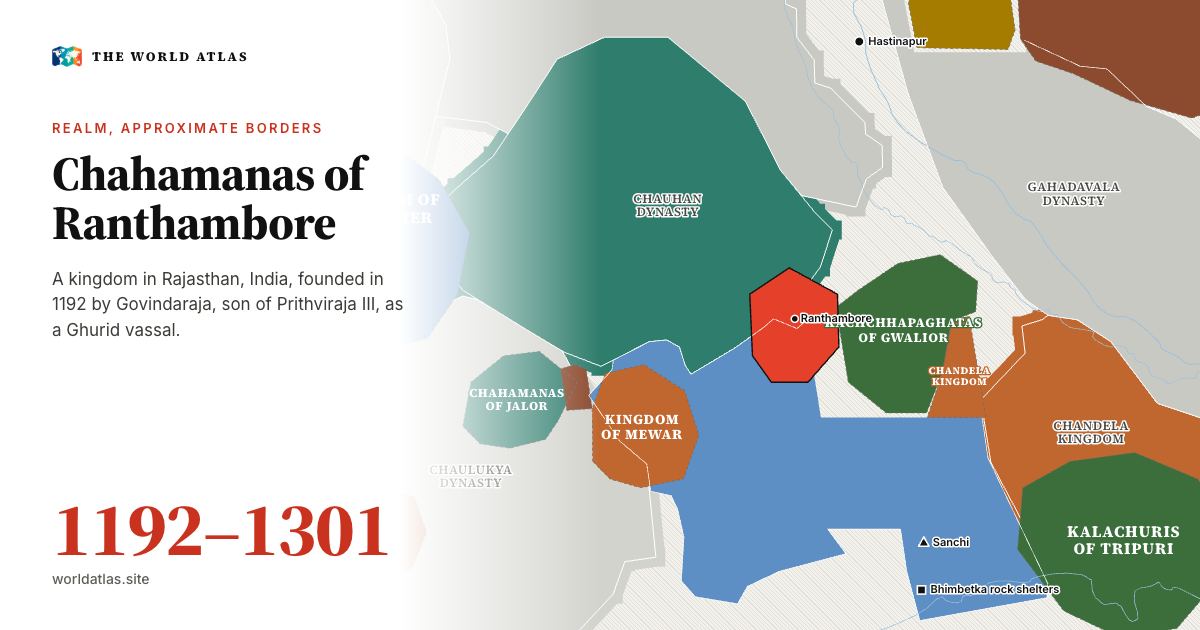 THE WORLD ATLAS
REALM, APPROXIMATE BORDERS
Chahamanas of
Ranthambore
A kingdom in Rajasthan, India, founded in
1192 by Govindaraja, son of Prithviraja III, as
a Ghurid vassal.
1192–1301
worldatlas.site
Hastinapur
CHAUHAN
DYNASTY
GAHADAVALA
DYNASTY
OF
Ranthambore
KACHCHHAPAGHATAS
OF GWALIOR
CHANDELA
KINGDOM
CHAHAMANAS
OF JALOR
KINGDOM
OF MEWAR
CHANDELA
KINGDOM
CHAULUKYA
DYNASTY
KALACHURIS
OF TRIPURI
Sanchi
Bhimbetka rock shelters